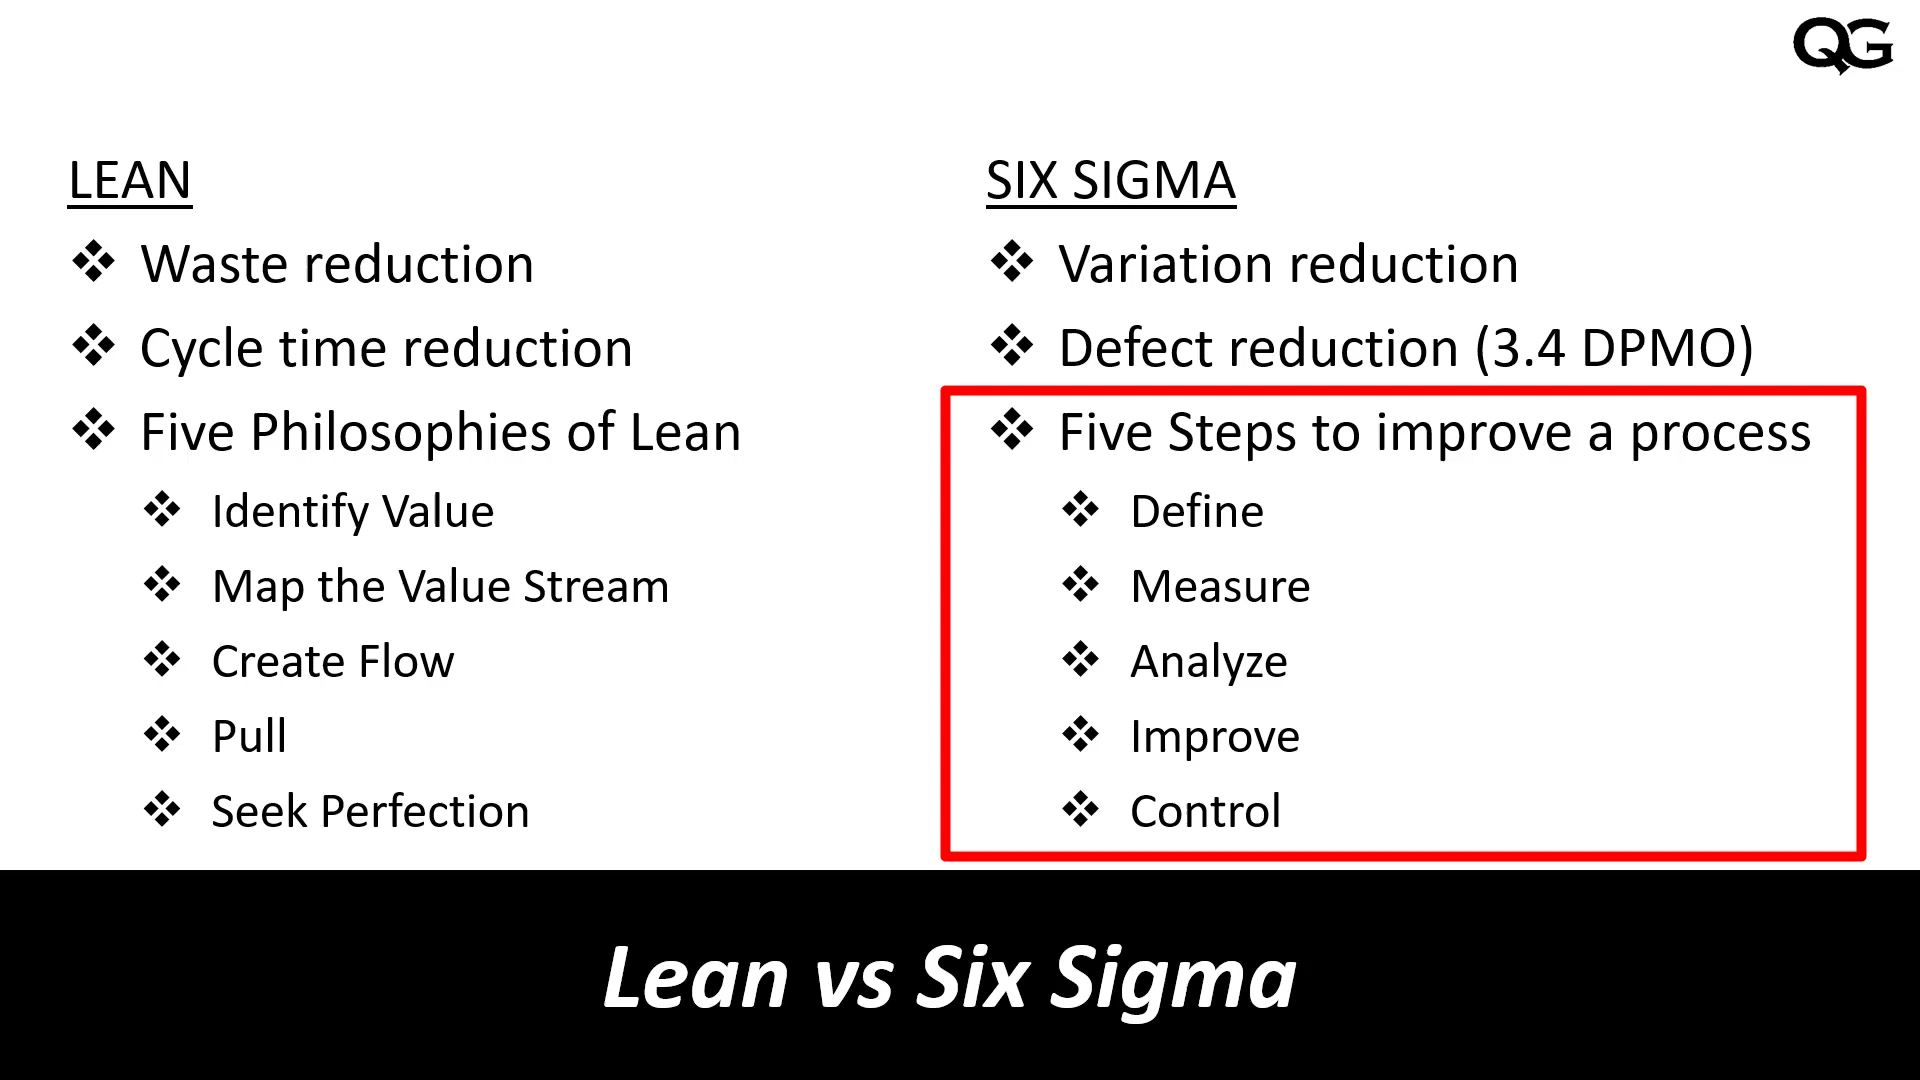 QG
LEAN
❖ Waste reduction
❖ Cycle time reduction
❖ Five Philosophies of Lean
❖ Identify Value
❖ Map the Value Stream
❖ Create Flow
❖ Pull
❖ Seek Perfection
SIX SIGMA
❖ Variation reduction
❖ Defect reduction (3.4 DPMO)
❖ Five Steps to improve a process
❖ Define
❖ Measure
❖ Analyze
❖ Improve
❖ Control
Lean vs Six Sigma